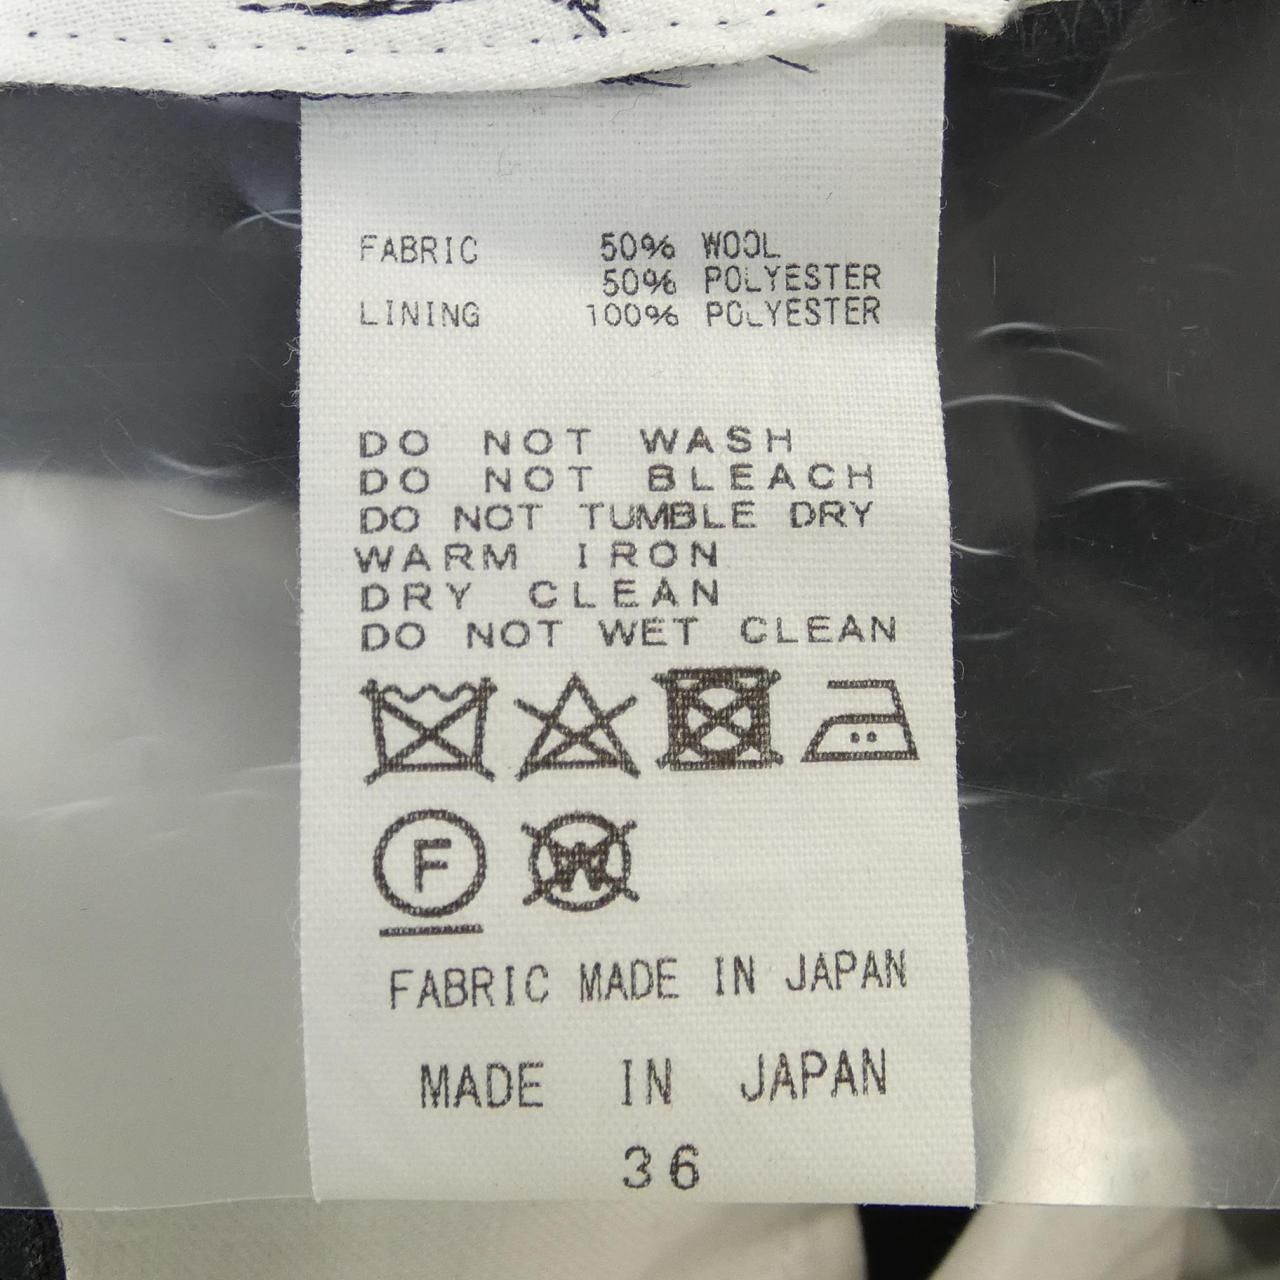 FABRIC 50% WOOL
50% POLYESTER
LINING 100% POLYESTER
DO NOT WASH
DO NOT BLEACH
DO NOT TUMBLE DRY
WARM IRON
DRY CLEAN
DO NOT WET CLEAN
F W
FABRIC MADE IN JAPAN
MADE IN JAPAN
36